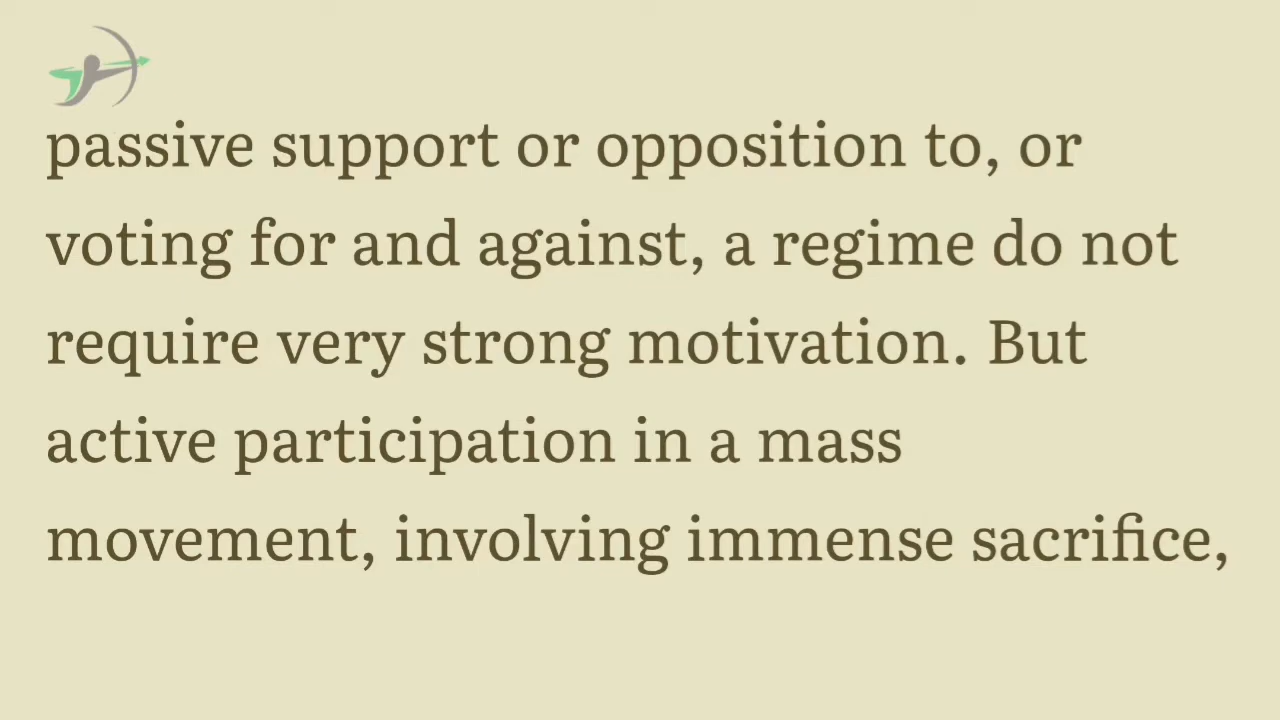 passive support or opposition to, or
voting for and against, a regime do not
require very strong motivation. But
active participation in a mass
movement, involving immense sacrifice,